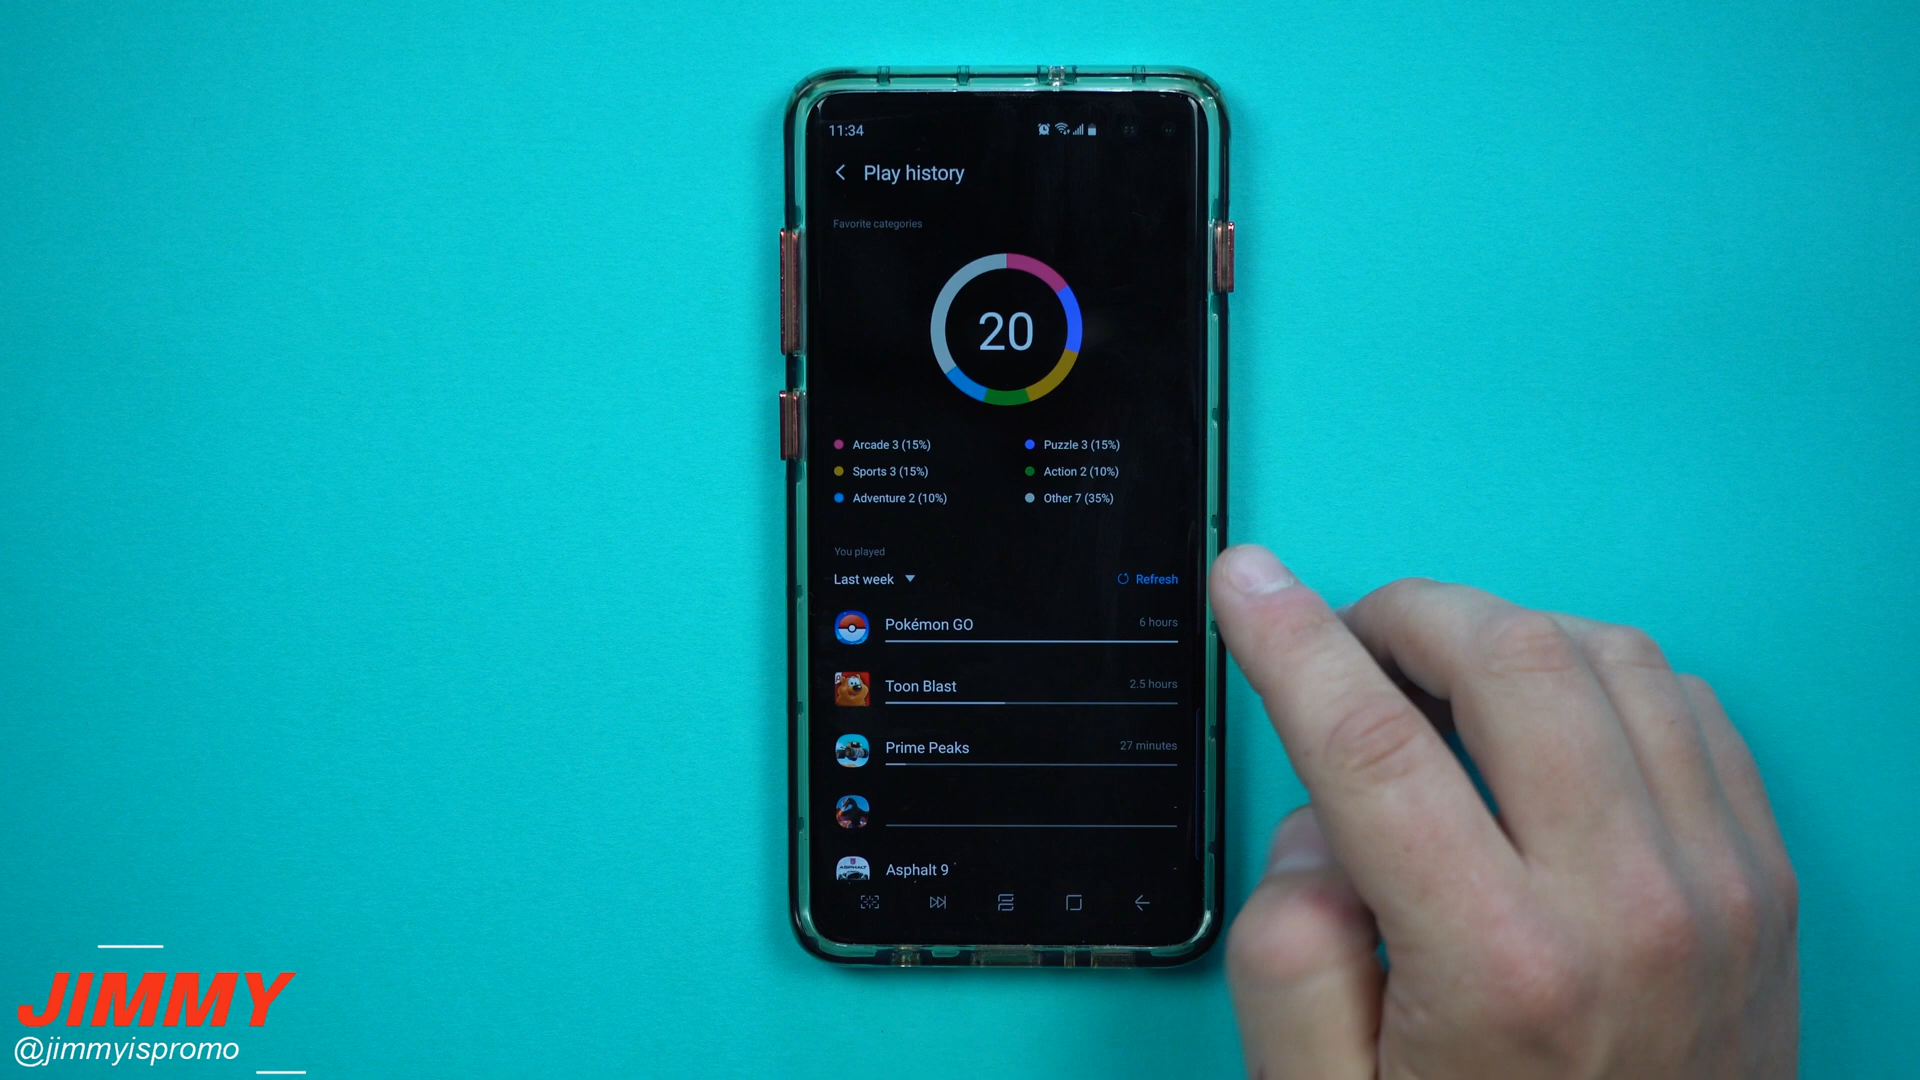 11:34
Play history
Favorite categories
20
Arcade 3 (15%)
Puzzle 3 (15%)
Sports 3 (15%)
Action 2 (10%)
Adventure 2 (10%)
Other 7 (35%)
You played
Last week
Refresh
Pokémon GO
6 hours
Toon Blast
2.5 hours
Prime Peaks
27 minutes
-
ASPHALT
Asphalt 9
-
JIMMY
@jimmyispromo